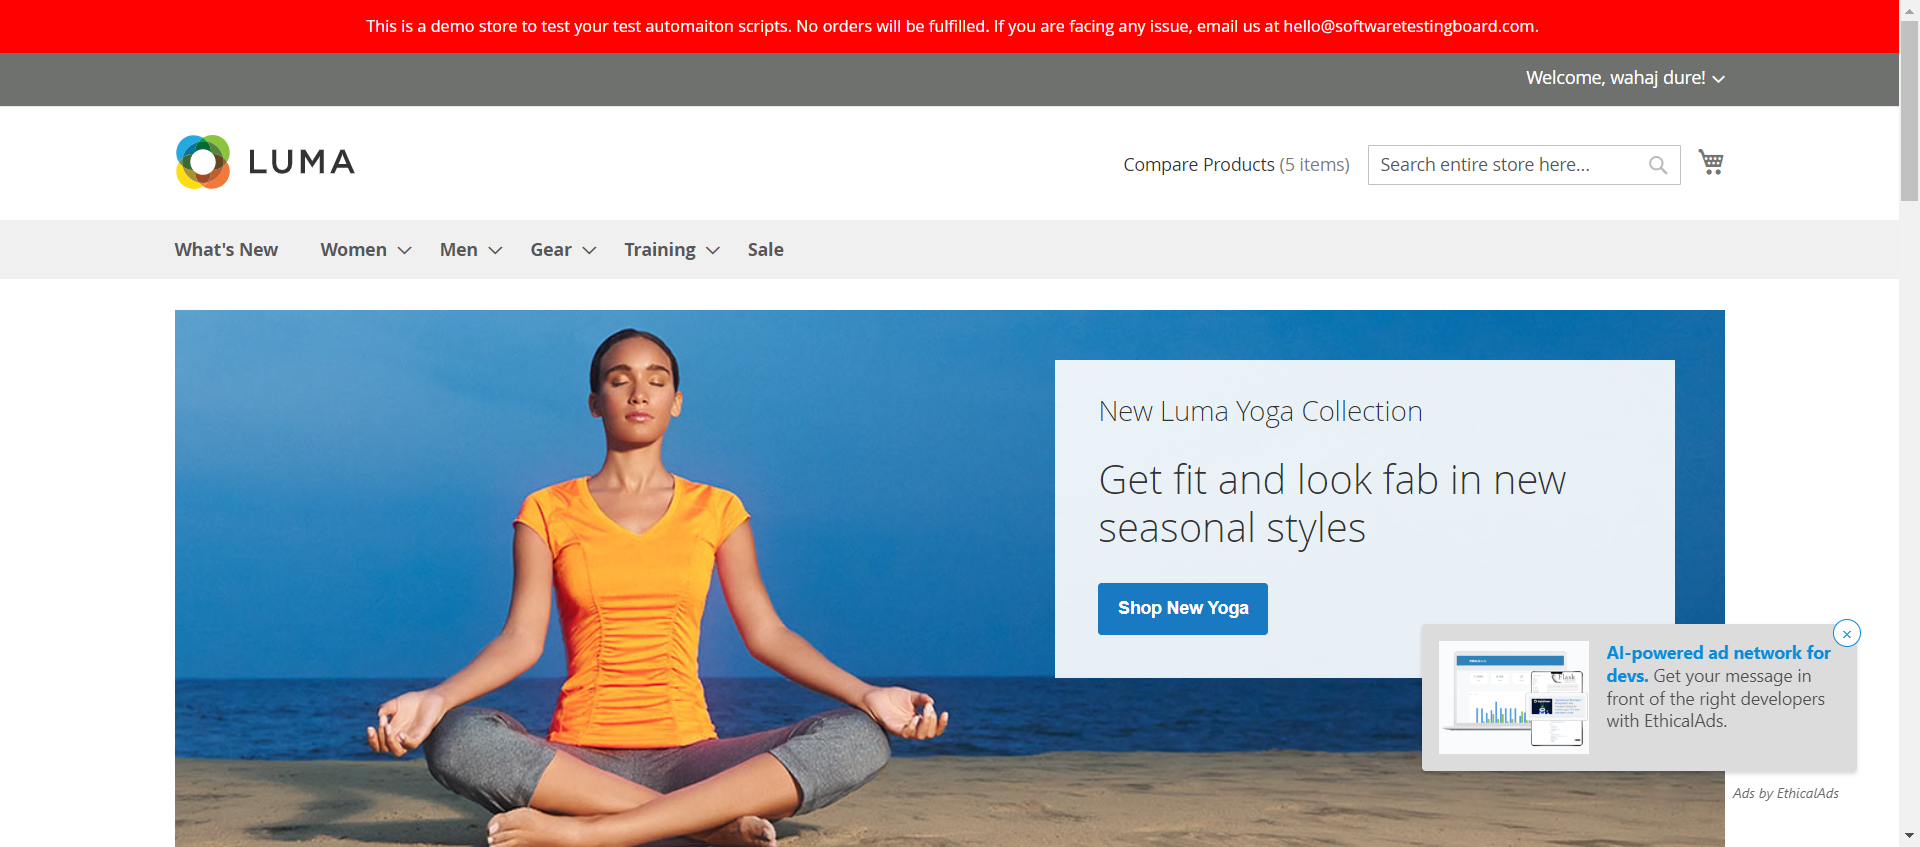 This is a demo store to test your test automaiton scripts. No orders will be fulfilled. If you are facing any issue, email us at hello@softwaretestingboard.com.
Welcome, wahaj dure!
LUMA
Compare Products (5 items)
Search entire store here...
What's New
Women
Men
Gear
Training
Sale
New Luma Yoga Collection
Get fit and look fab in new
seasonal styles
Shop New Yoga
AI-powered ad network for
devs. Get your message in
front of the right developers
with EthicalAds.
Ads by EthicalAds